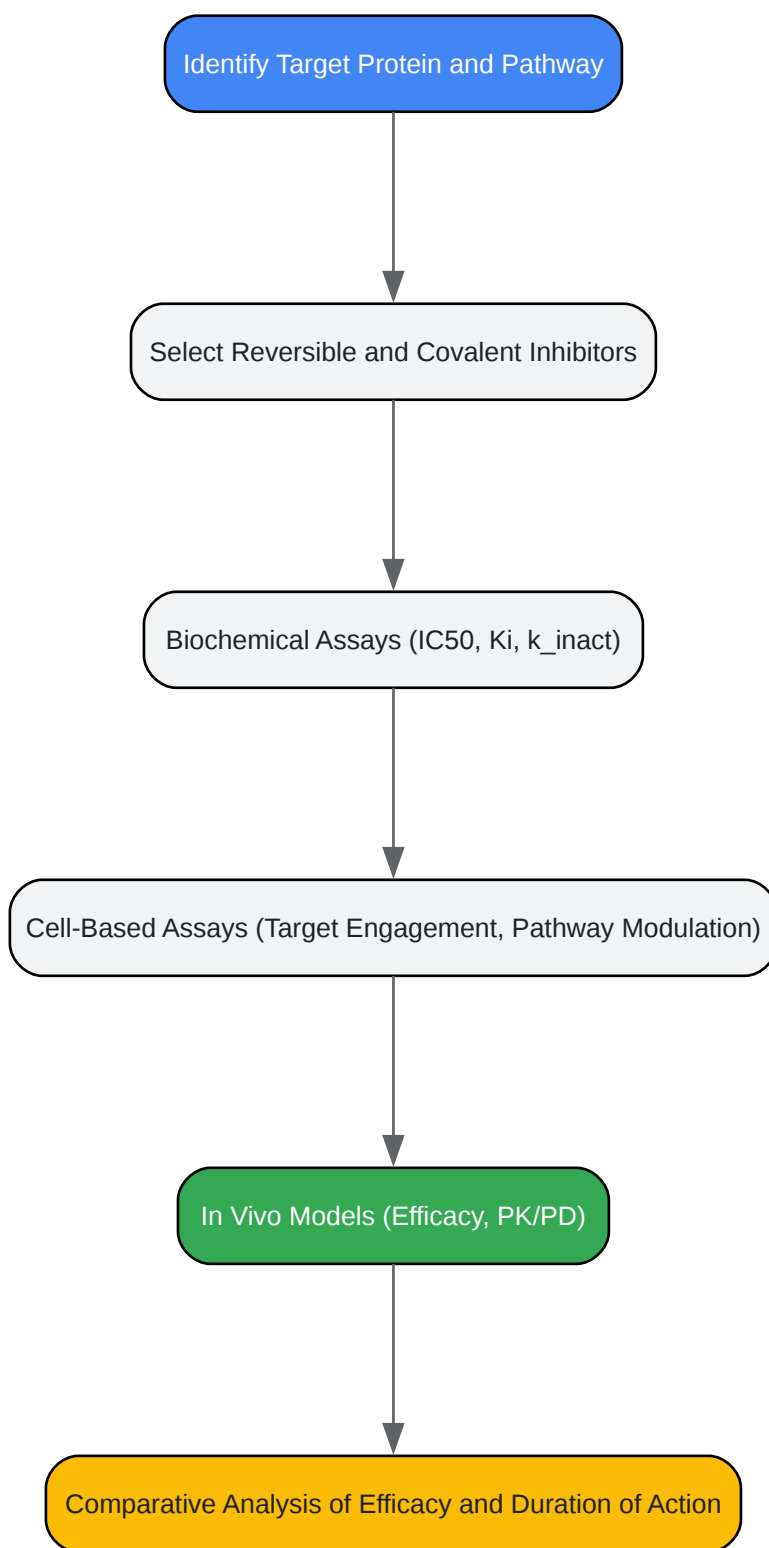 Identify Target Protein and Pathway
Select Reversible and Covalent Inhibitors
Biochemical Assays (IC50, Ki, k_inact)
Cell-Based Assays (Target Engagement, Pathway Modulation)
In Vivo Models (Efficacy, PK/PD)
Comparative Analysis of Efficacy and Duration of Action